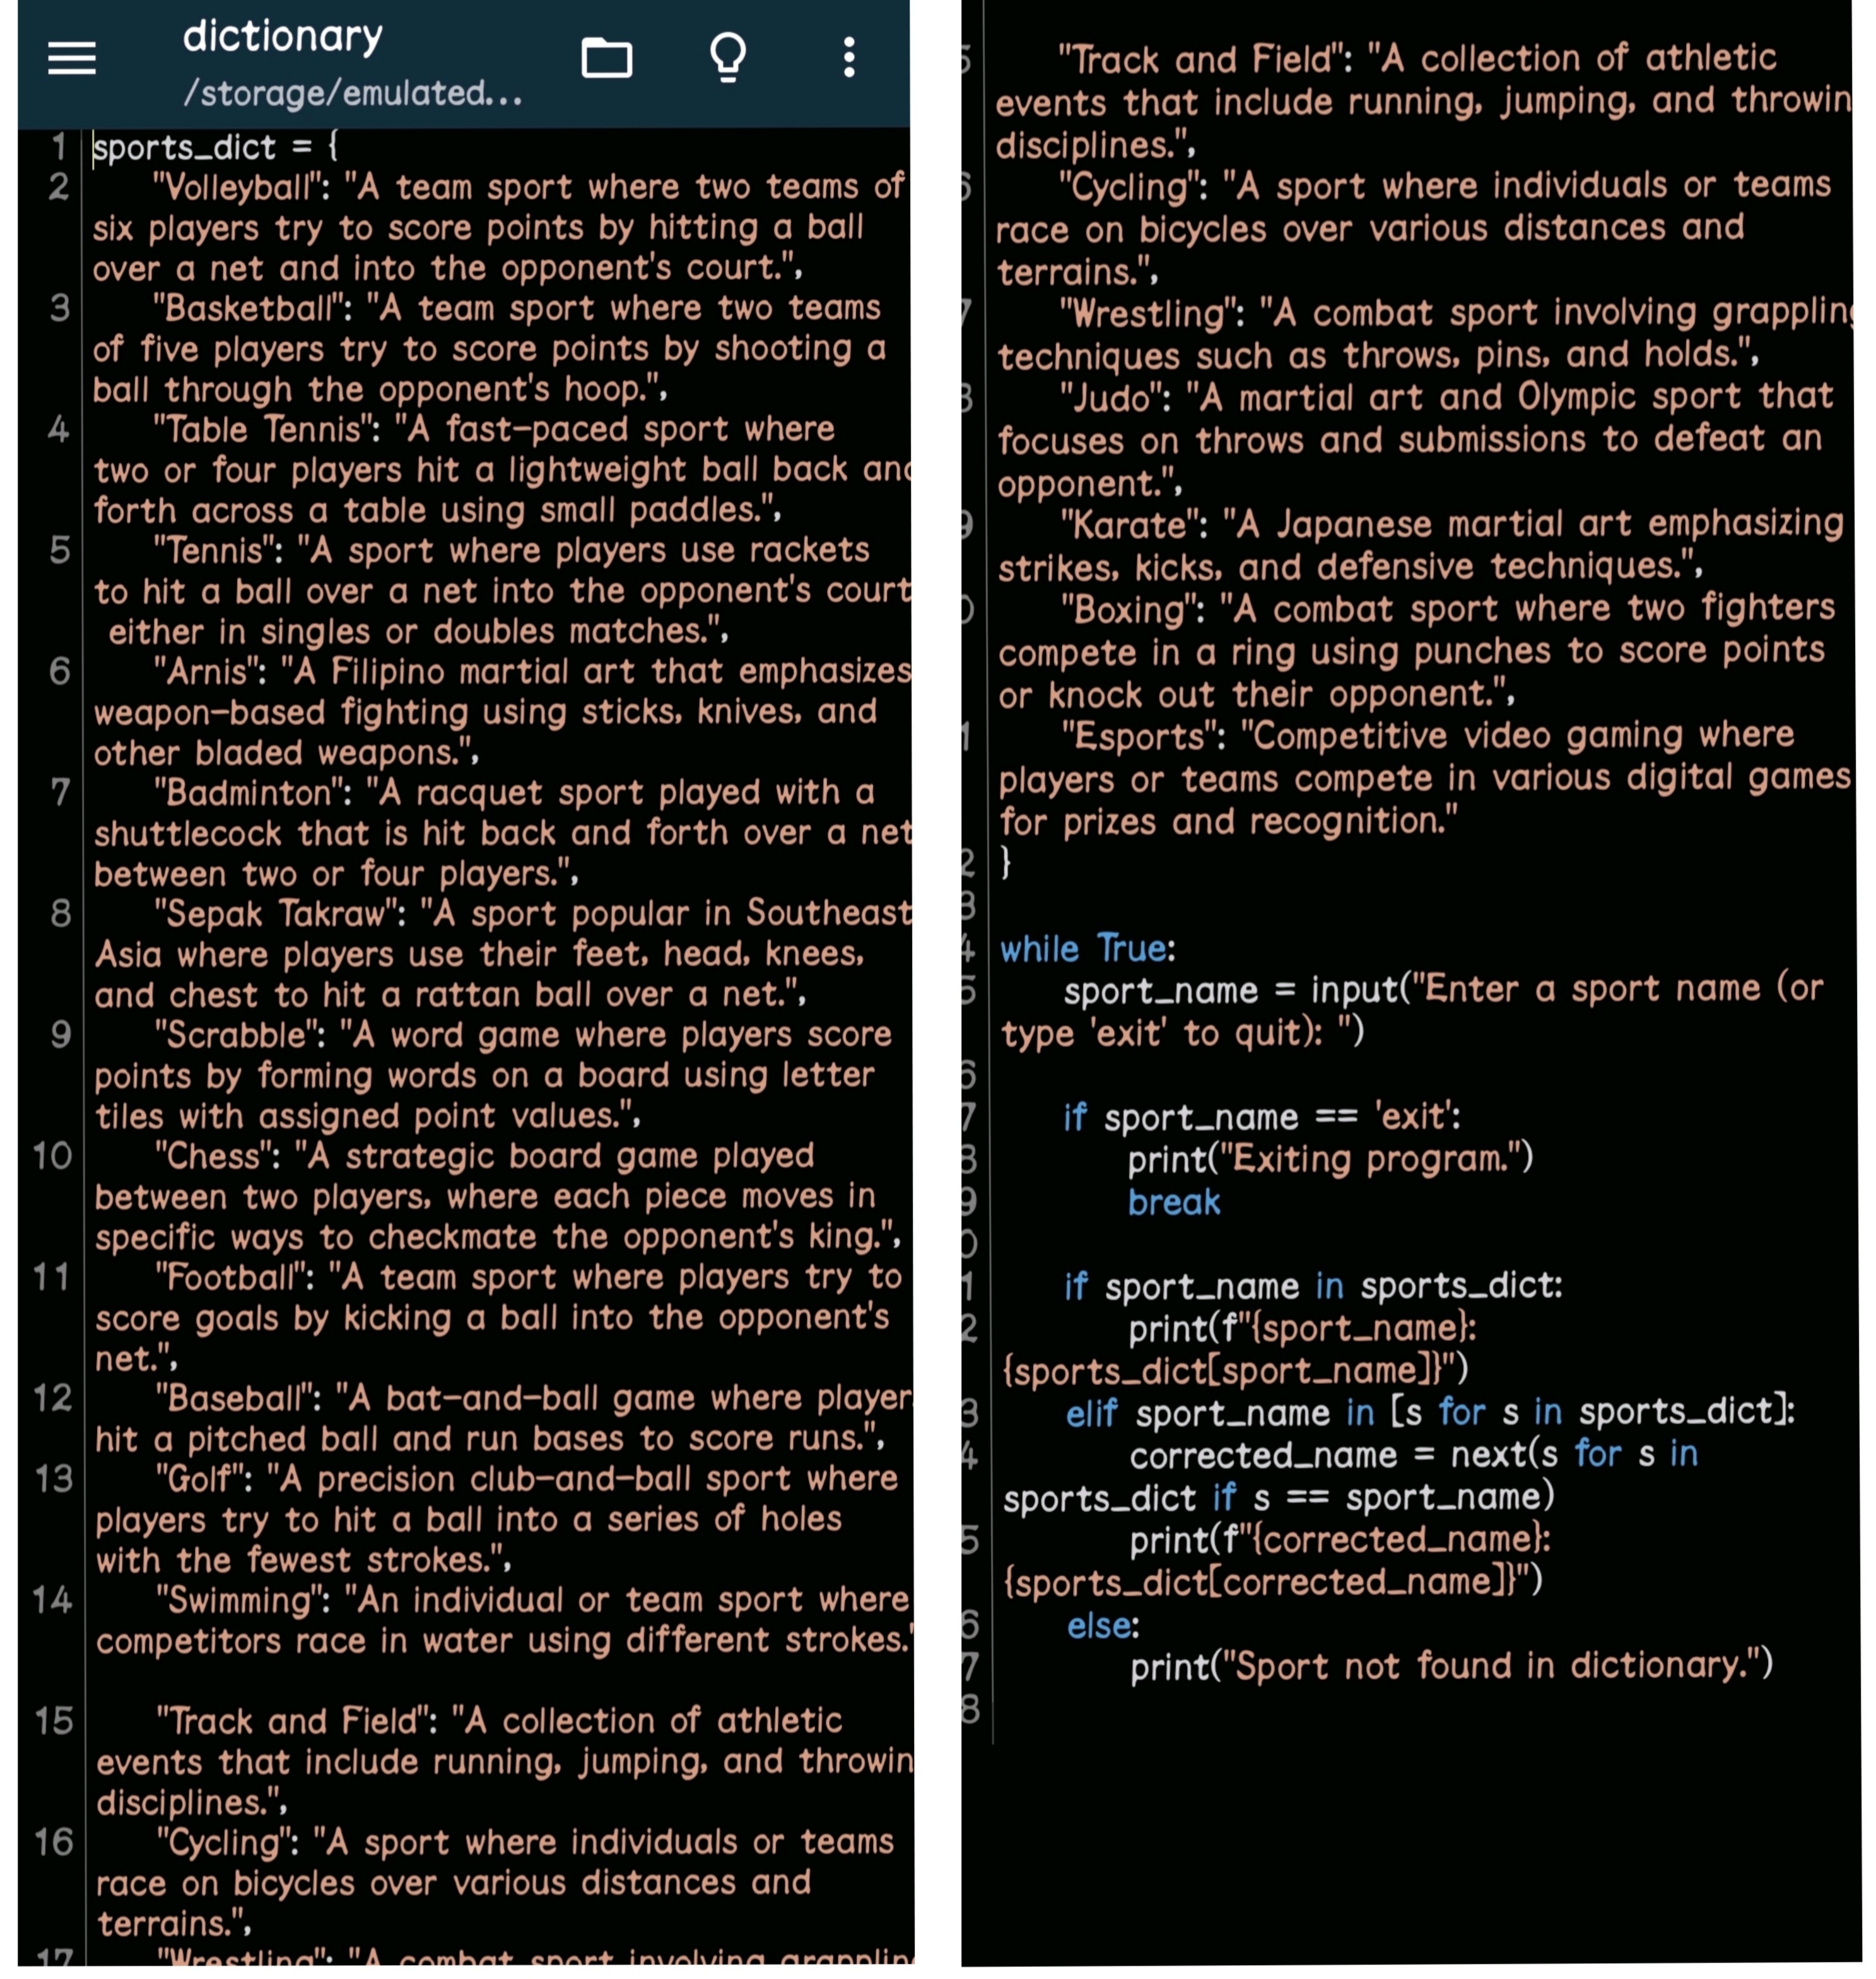 dictionary
/storage/emulated...
1 sports_dict = {
2 "Volleyball": "A team sport where two teams of
six players try to score points by hitting a ball
over a net and into the opponent's court.",
3 "Basketball": "A team sport where two teams
of five players try to score points by shooting a
ball through the opponent's hoop.",
4 "Table Tennis": "A fast-paced sport where
two or four players hit a lightweight ball back and
forth across a table using small paddles.",
5 "Tennis": "A sport where players use rackets
to hit a ball over a net into the opponent's court
either in singles or doubles matches.",
6 "Arnis": "A Filipino martial art that emphasizes
weapon-based fighting using sticks, knives, and
other bladed weapons.",
7 "Badminton": "A racquet sport played with a
shuttlecock that is hit back and forth over a net
between two or four players.",
8 "Sepak Takraw": "A sport popular in Southeast
Asia where players use their feet, head, knees,
and chest to hit a rattan ball over a net.",
9 "Scrabble": "A word game where players score
points by forming words on a board using letter
tiles with assigned point values.",
10 "Chess": "A strategic board game played
between two players, where each piece moves in
specific ways to checkmate the opponent's king.",
11 "Football": "A team sport where players try to
score goals by kicking a ball into the opponent's
net.",
12 "Baseball": "A bat-and-ball game where player
hit a pitched ball and run bases to score runs.",
13 "Golf": "A precision club-and-ball sport where
players try to hit a ball into a series of holes
with the fewest strokes.",
14 "Swimming": "An individual or team sport where
competitors race in water using different strokes."
15 "Track and Field": "A collection of athletic
events that include running, jumping, and throwin
disciplines.",
16 "Cycling": "A sport where individuals or teams
race on bicycles over various distances and
terrains.",
17 "Wrestling": "A combat sport involving grappling
5 "Track and Field": "A collection of athletic
events that include running, jumping, and throwin
disciplines.",
6 "Cycling": "A sport where individuals or teams
race on bicycles over various distances and
terrains.",
7 "Wrestling": "A combat sport involving grappling
techniques such as throws, pins, and holds.",
8 "Judo": "A martial art and Olympic sport that
focuses on throws and submissions to defeat an
opponent.",
9 "Karate": "A Japanese martial art emphasizing
strikes, kicks, and defensive techniques.",
0 "Boxing": "A combat sport where two fighters
compete in a ring using punches to score points
or knock out their opponent.",
1 "Esports": "Competitive video gaming where
players or teams compete in various digital games
for prizes and recognition."
2 }
3
4 while True:
5 sport_name = input("Enter a sport name (or
type 'exit' to quit): ")
6
7 if sport_name == 'exit':
8 print("Exiting program.")
9 break
0
1 if sport_name in sports_dict:
2 print(f"{sport_name}:
{sports_dict[sport_name]}")
3 elif sport_name in [s for s in sports_dict]:
4 corrected_name = next(s for s in
sports_dict if s == sport_name)
5 print(f"{corrected_name}:
{sports_dict[corrected_name]}")
6 else:
7 print("Sport not found in dictionary.")
8